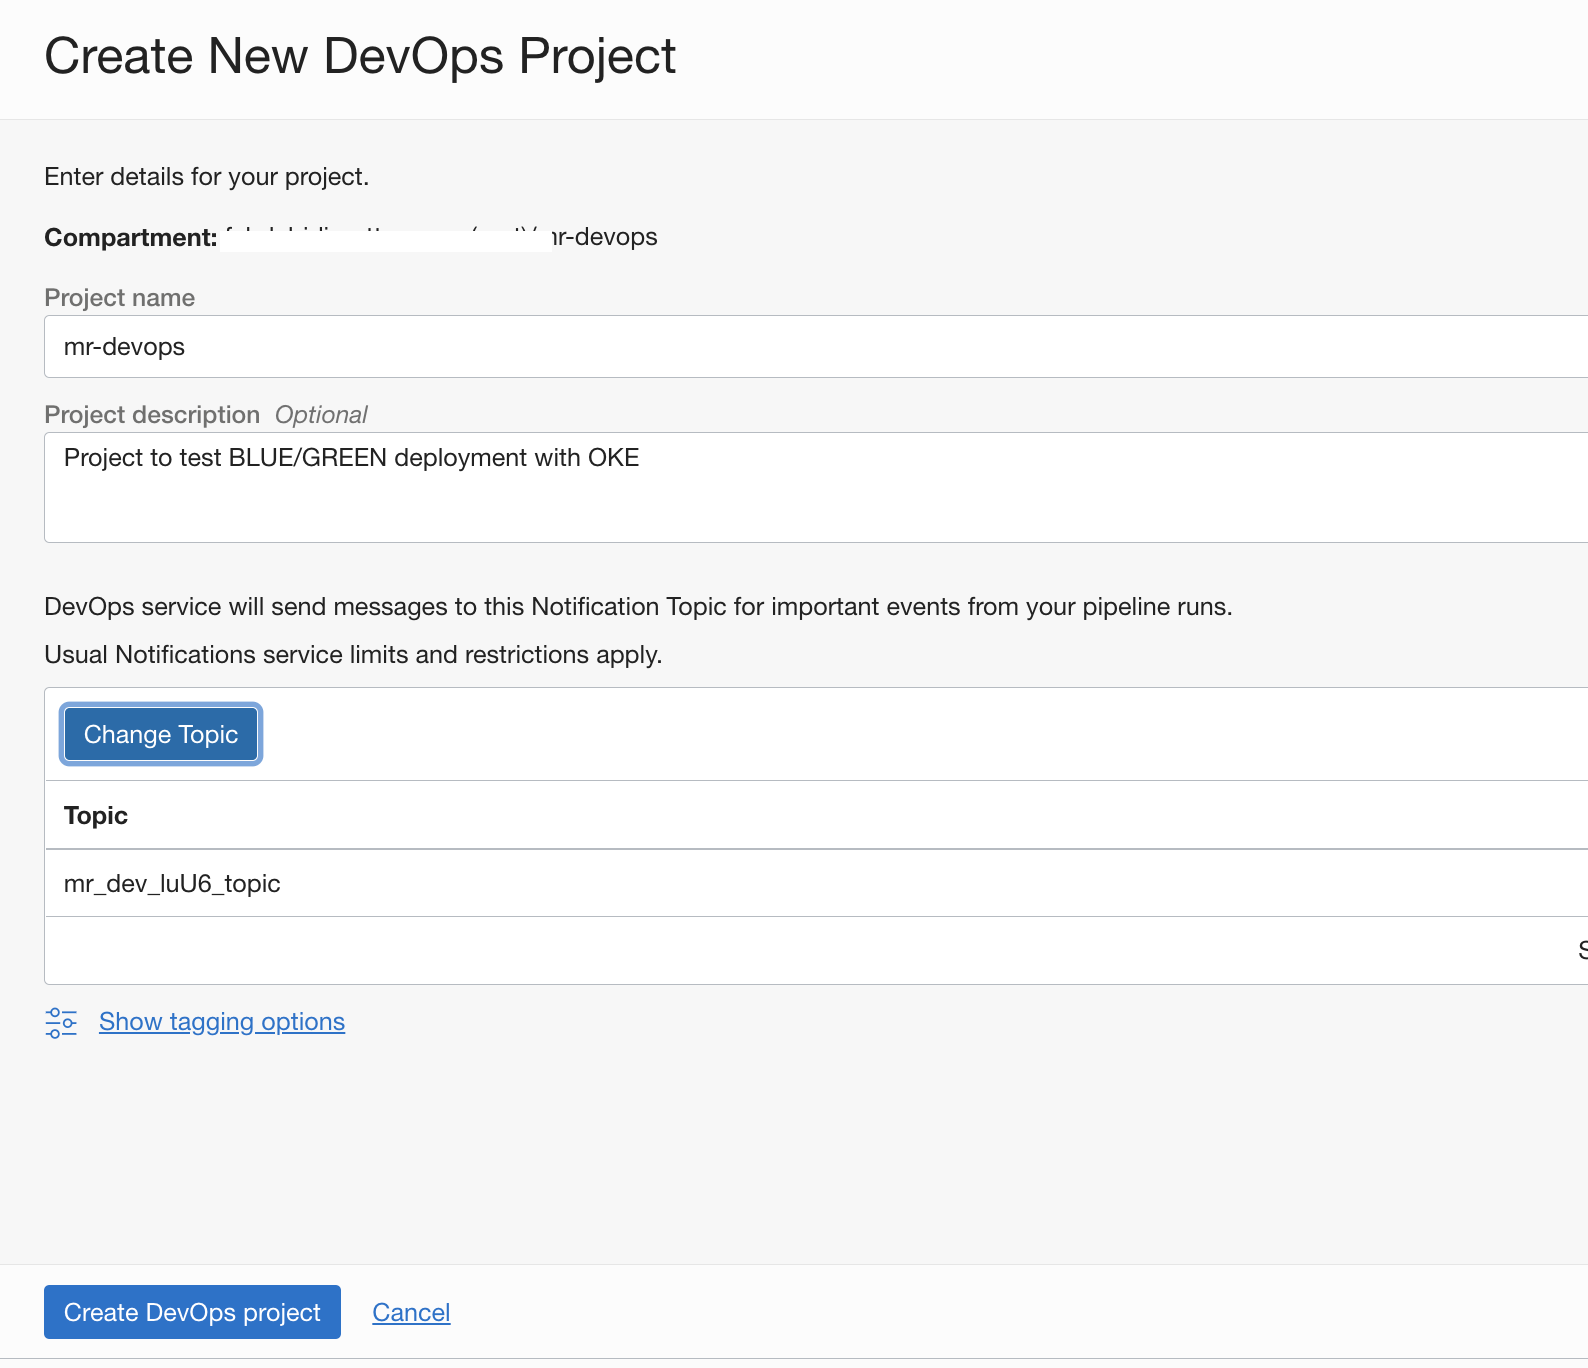 Create New DevOps Project
Enter details for your project.
Compartment: mr-devops
Project name
mr-devops
Project description Optional
Project to test BLUE/GREEN deployment with OKE
DevOps service will send messages to this Notification Topic for important events from your pipeline runs.
Usual Notifications service limits and restrictions apply.
Change Topic
Topic
mr_dev_luU6_topic
Show tagging options
Create DevOps project Cancel